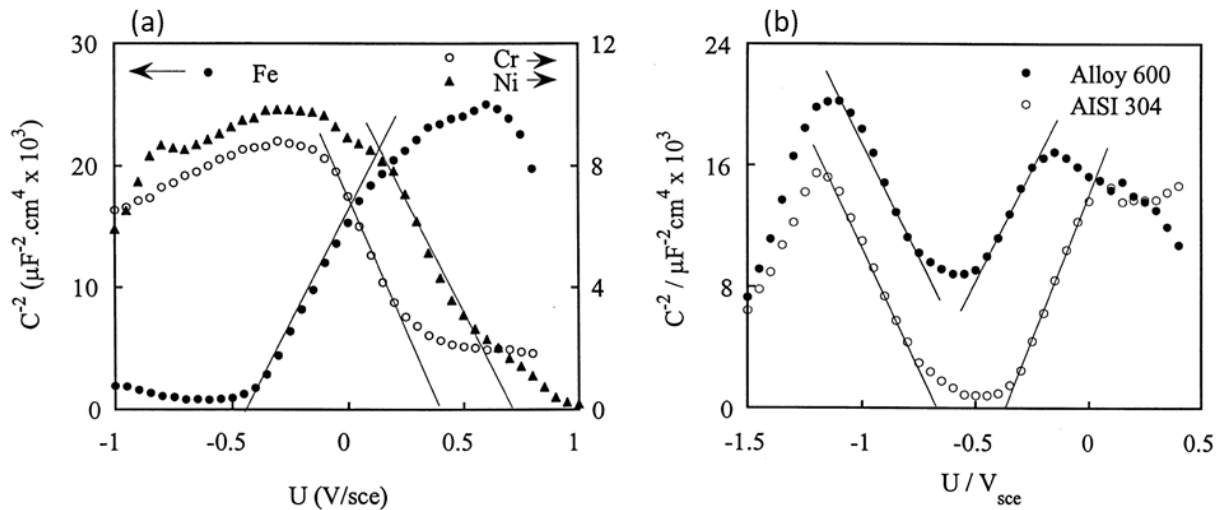 (a)
30
20
10
0
12
8
4
0
Fe
Cr
Ni
-1
-0.5
0
0.5
1
C⁻² (μF⁻².cm⁴ x 10³)
U (V/sce)
(b)
24
16
8
0
Alloy 600
AISI 304
-1.5
-1
-0.5
0
0.5
C⁻² / μF⁻²cm⁴ x 10³)
U / Vsce